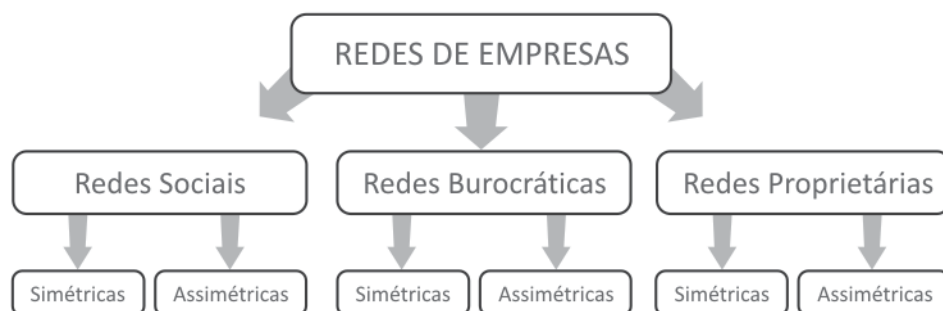 REDES DE EMPRESAS
Redes Sociais
Redes Burocráticas
Redes Proprietárias
Simétricas
Assimétricas
Simétricas
Assimétricas
Simétricas
Assimétricas